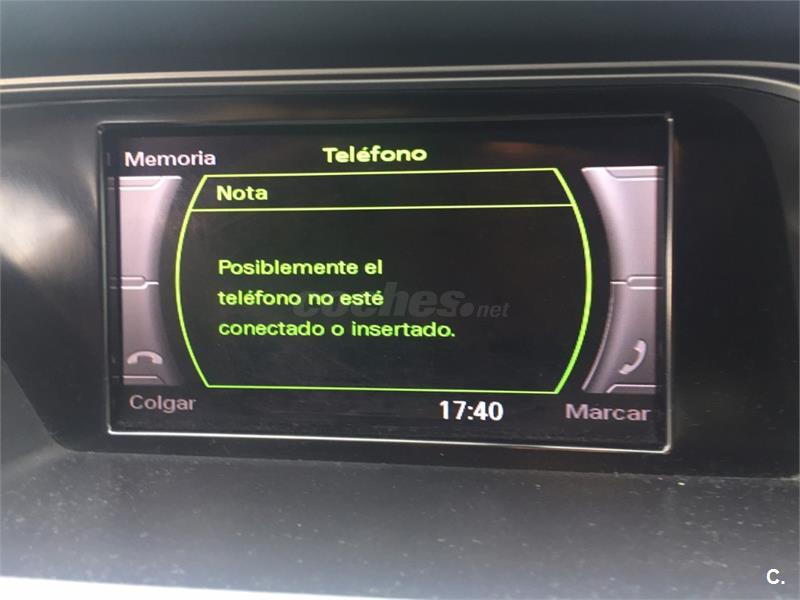 Memoria
Teléfono
Nota
Posiblemente el
teléfono no esté
conectado o insertado.
coches.net
Colgar
17:40
Marcar
C.